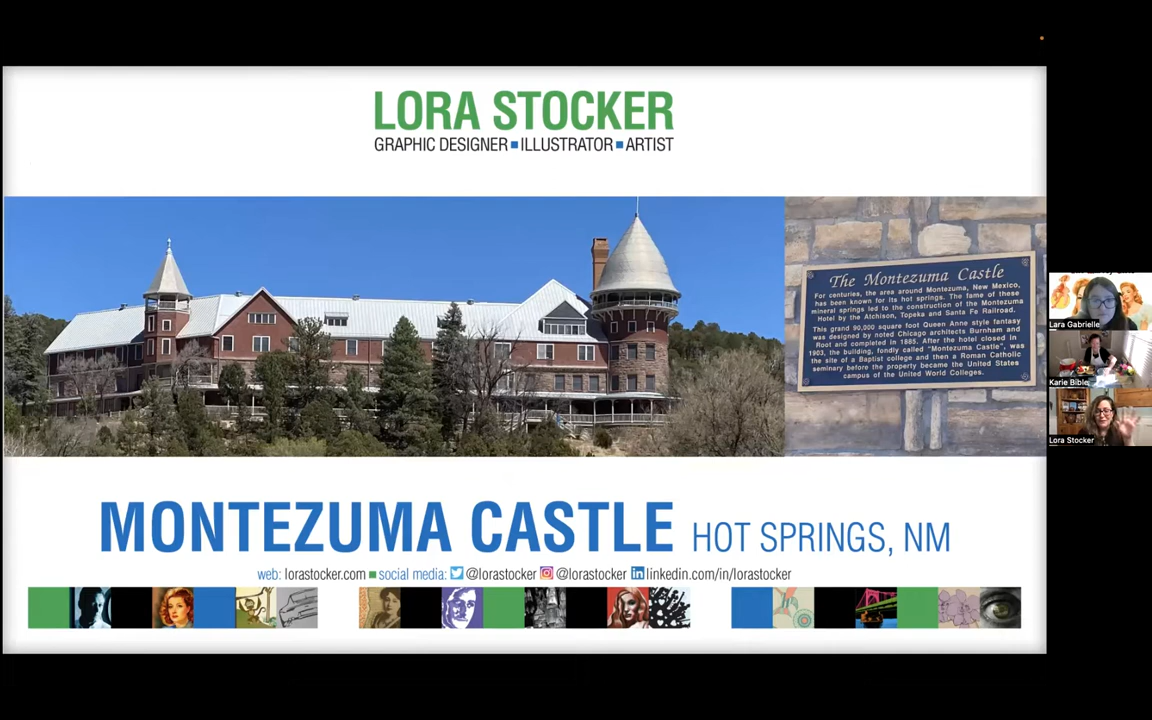 LORA STOCKER
GRAPHIC DESIGNER ■ ILLUSTRATOR ■ ARTIST
The Montezuma Castle
For centuries, the area around Montezuma, New Mexico,
has been known for its hot springs. The fame of these
mineral springs led to the construction of the Montezuma
Hotel by the Atchison, Topeka and Santa Fe Railroad.
This grand 90,000 square foot Queen Anne style fantasy
was designed by noted Chicago architects Burnham and
Root and completed in 1885. After the hotel closed in
1903, the building, fondly called "Montezuma Castle", was
the site of a Baptist college and then a Roman Catholic
seminary before the property became the United States
campus of the United World Colleges.
Lara Gabrielle
Karie Bible
Lora Stocker
MONTEZUMA CASTLE HOT SPRINGS, NM
web: lorastocker.com ■ social media: @lorastocker @lorastocker linkedin.com/in/lorastocker